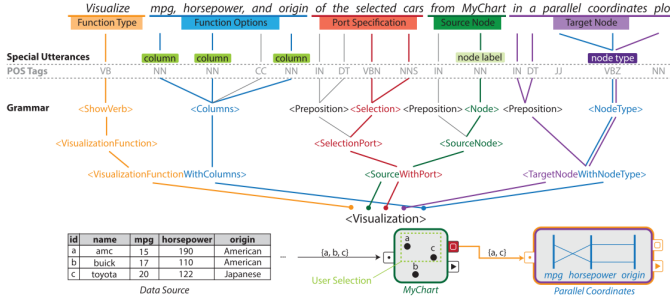 Visualize mpg, horsepower, and origin of the selected cars from MyChart in a parallel coordinates plo
Function Type Function Options Port Specification Source Node Target Node
Special Utterances column column column node label node type
POS Tags VB NN NN CC NN IN DT VBN NNS IN NN IN DT JJ VBZ NN
Grammar <ShowVerb> <Columns> <Preposition> <Selection> <Preposition> <Node> <Preposition> <NodeType>
<VisualizationFunction> <SelectionPort> <SourceNode>
<VisualizationFunctionWithColumns> <SourceWithPort> <TargetNodeWithNodeType>
<Visualization>
id name mpg horsepower origin
a amc 15 190 American
b buick 17 110 American
c toyota 20 122 Japanese
Data Source
... {a, b, c}
a
c
b
User Selection
MyChart
{a, c}
mpg horsepower origin
Parallel Coordinates